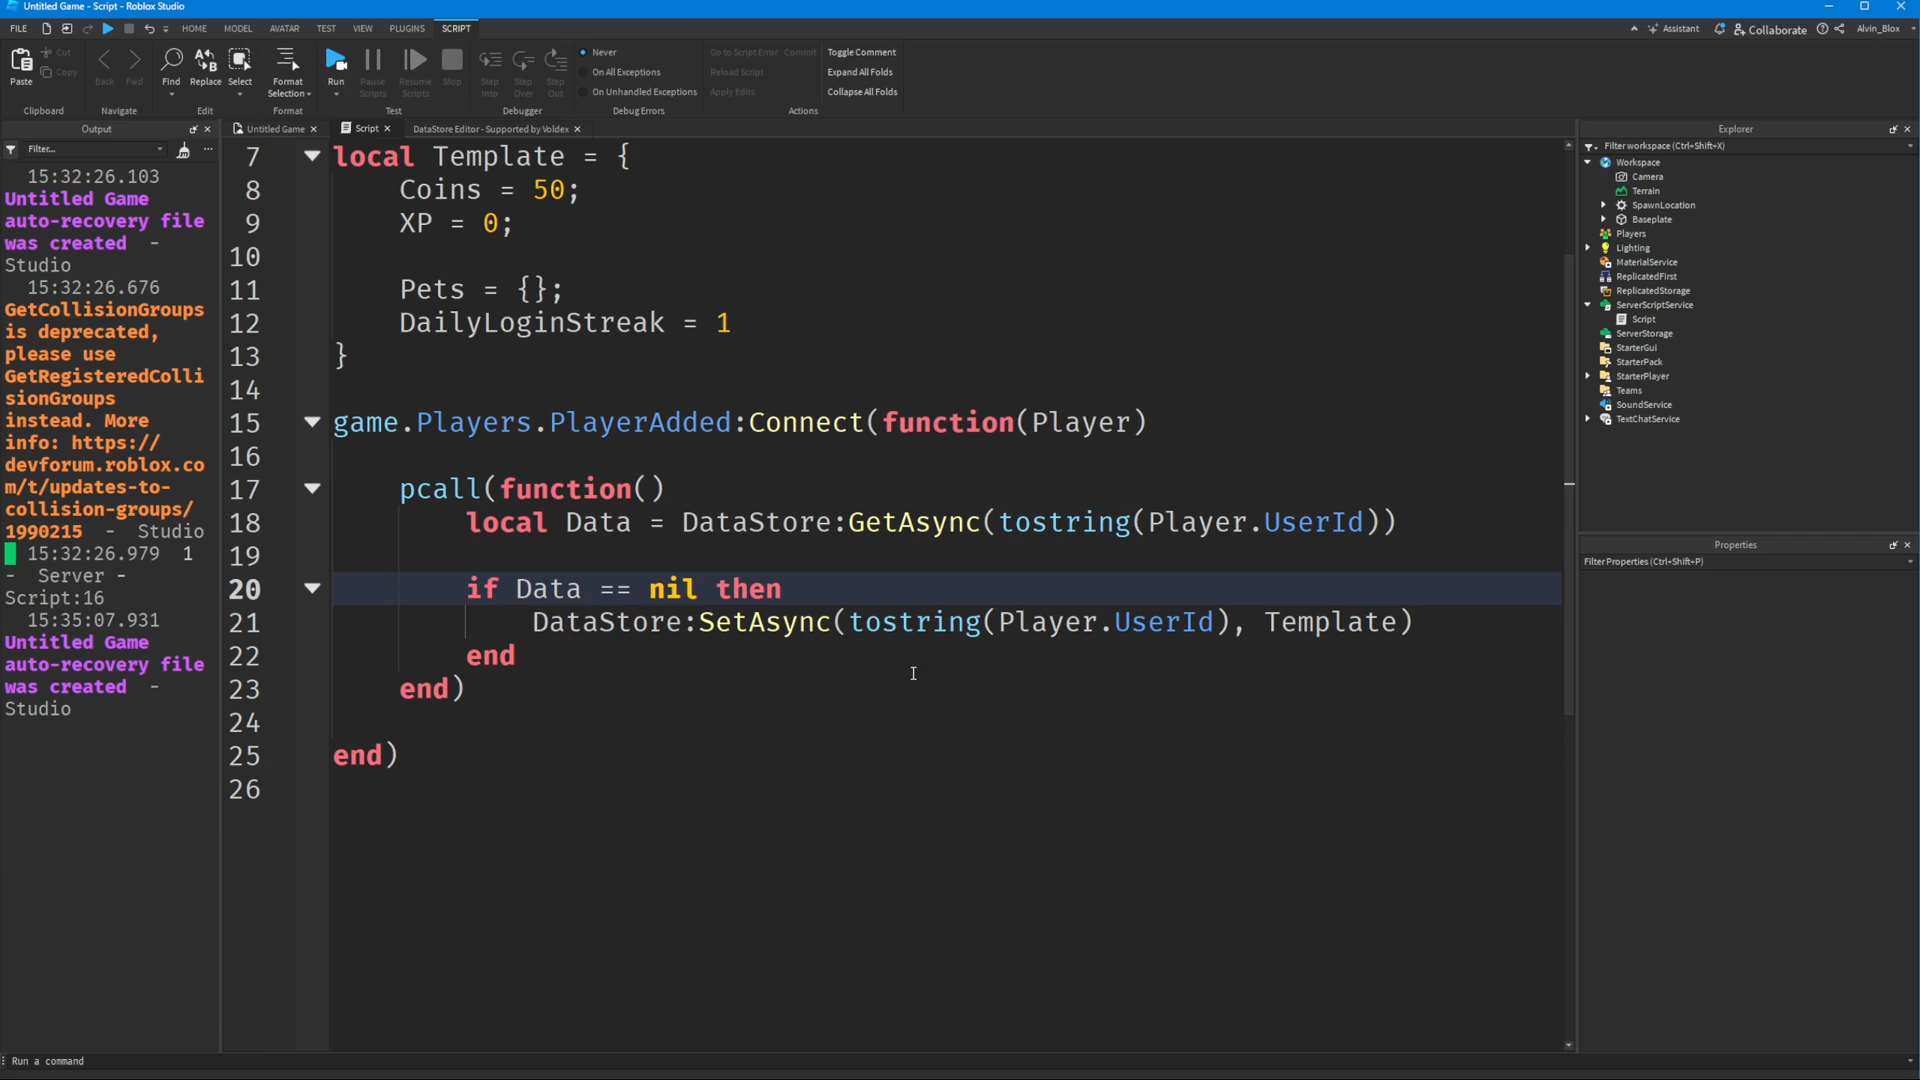 Untitled Game - Script - Roblox Studio
FILE HOME MODEL AVATAR TEST VIEW PLUGINS SCRIPT Assistant Collaborate Alvin_Blox
Paste Cut Copy Back Fwd Find Replace Select Format Selection Run Pause Scripts Resume Scripts Stop Step Into Step Over Step Out
Never
On All Exceptions
On Unhandled Exceptions
Go to Script Error Commit
Reload Script
Apply Edits
Toggle Comment
Expand All Folds
Collapse All Folds
Clipboard Navigate Edit Format Test Debugger Debug Errors Actions
Output
Filter...
15:32:26.103
Untitled Game
auto-recovery file
was created -
Studio
15:32:26.676
GetCollisionGroups
is deprecated,
please use
GetRegisteredColli
sionGroups
instead. More
info: https://
devforum.roblox.co
m/t/updates-to-
collision-groups/
1990215 - Studio
15:32:26.979 1
- Server -
Script:16
15:35:07.931
Untitled Game
auto-recovery file
was created -
Studio
Untitled Game Script DataStore Editor - Supported by Voldex
7 local Template = {
8 Coins = 50;
9 XP = 0;
10
11 Pets = {};
12 DailyLoginStreak = 1
13 }
14
15 game.Players.PlayerAdded:Connect(function(Player)
16
17 pcall(function()
18 local Data = DataStore:GetAsync(tostring(Player.UserId))
19
20 if Data == nil then
21 DataStore:SetAsync(tostring(Player.UserId), Template)
22 end
23 end)
24
25 end)
26
Explorer
Filter workspace (Ctrl+Shift+X)
Workspace
Camera
Terrain
SpawnLocation
Baseplate
Players
Lighting
MaterialService
ReplicatedFirst
ReplicatedStorage
ServerScriptService
Script
ServerStorage
StarterGui
StarterPack
StarterPlayer
Teams
SoundService
TextChatService
Properties
Filter Properties (Ctrl+Shift+P)
Run a command